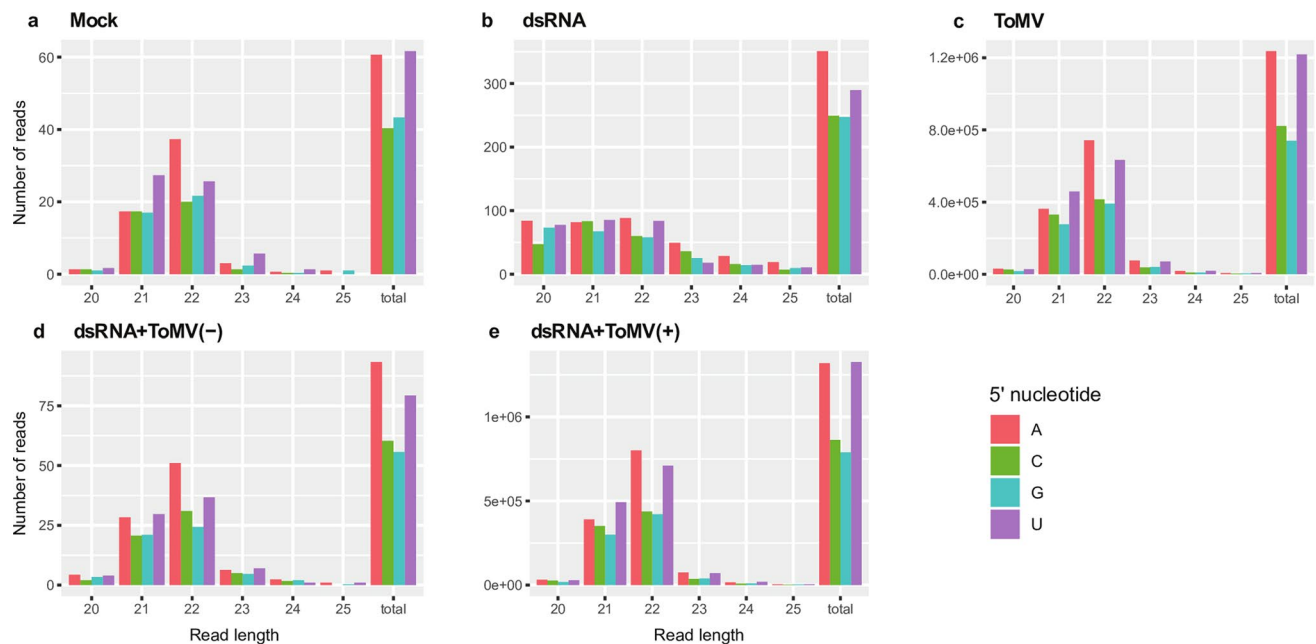 a Mock
b dsRNA
c ToMV
Number of reads
60
40
20
0
20 21 22 23 24 25 total
300
200
100
0
20 21 22 23 24 25 total
1.2e+06
8.0e+05
4.0e+05
0.0e+00
20 21 22 23 24 25 total
d dsRNA+ToMV(−)
e dsRNA+ToMV(+)
Number of reads
75
50
25
0
20 21 22 23 24 25 total
Read length
1e+06
5e+05
0e+00
20 21 22 23 24 25 total
Read length
5' nucleotide
A
C
G
U